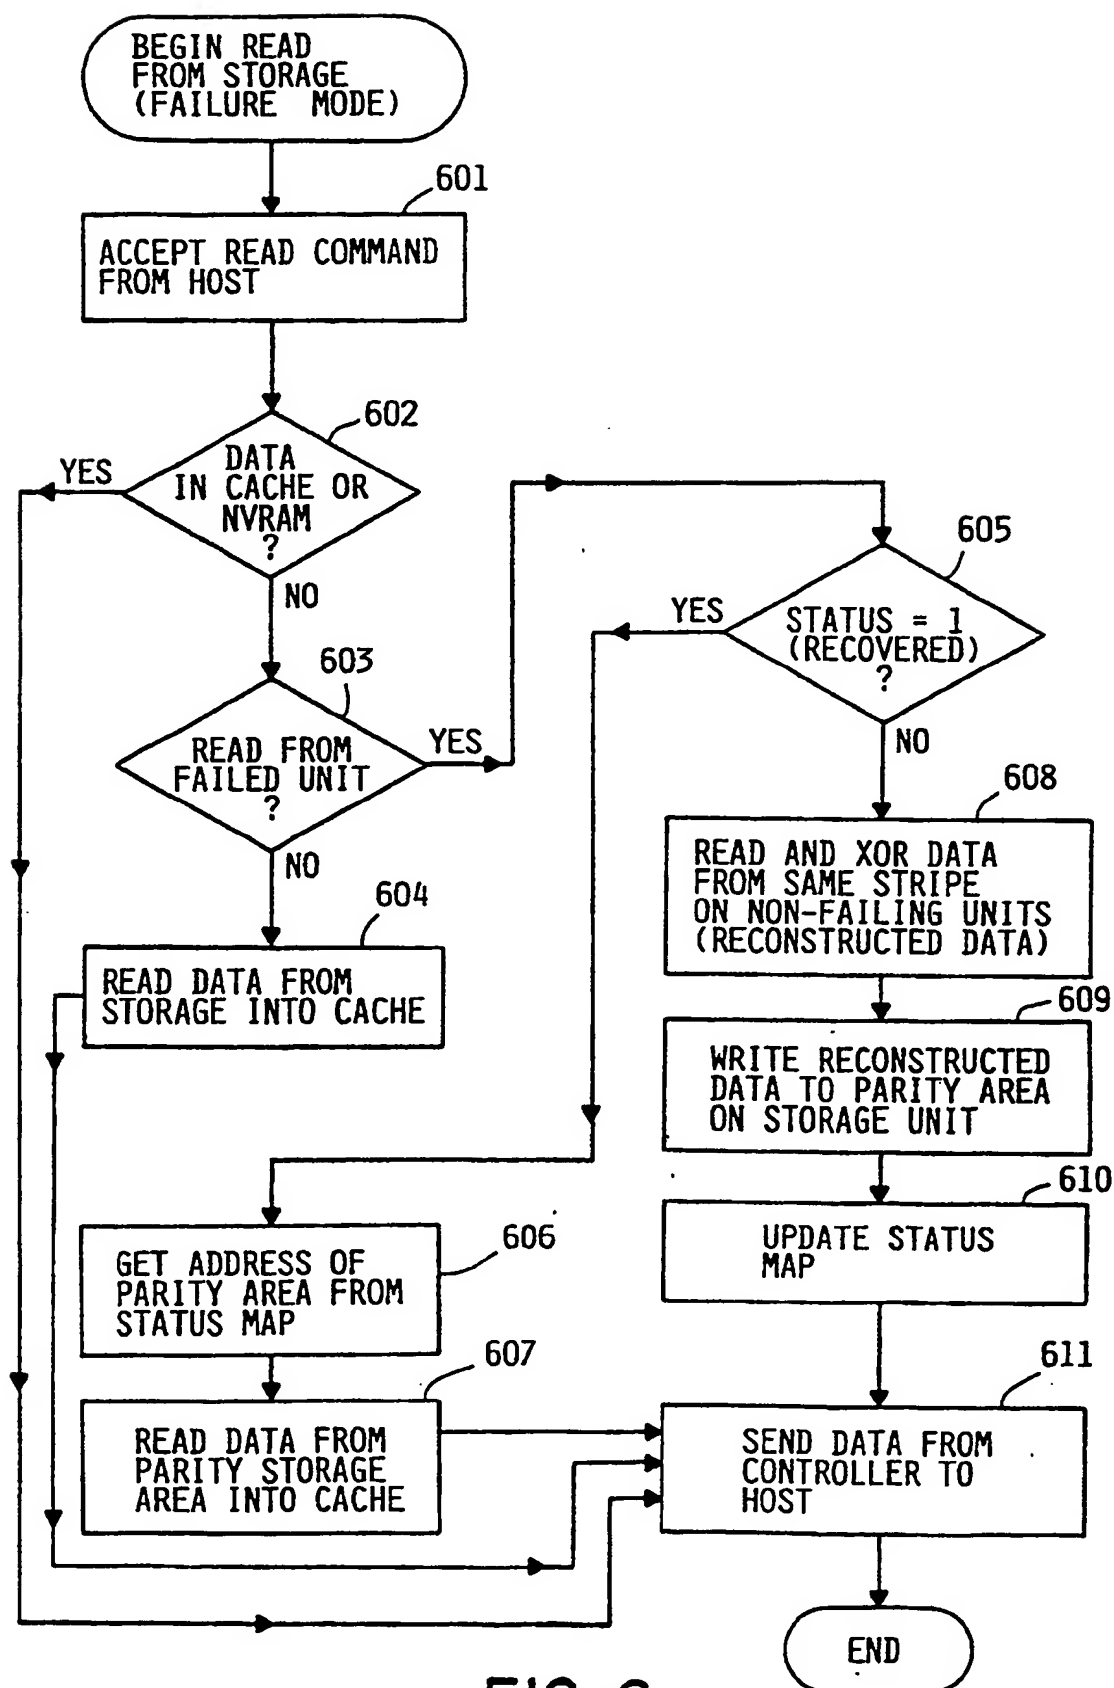 BEGIN READ
FROM STORAGE
(FAILURE MODE)
601
ACCEPT READ COMMAND
FROM HOST
602
DATA
IN CACHE OR
NVRAM
?
YES
NO
603
READ FROM
FAILED UNIT
?
YES
NO
604
READ DATA FROM
STORAGE INTO CACHE
605
STATUS = 1
(RECOVERED)
?
YES
NO
606
GET ADDRESS OF
PARITY AREA FROM
STATUS MAP
607
READ DATA FROM
PARITY STORAGE
AREA INTO CACHE
608
READ AND XOR DATA
FROM SAME STRIPE
ON NON-FAILING UNITS
(RECONSTRUCTED DATA)
609
WRITE RECONSTRUCTED
DATA TO PARITY AREA
ON STORAGE UNIT
610
UPDATE STATUS
MAP
611
SEND DATA FROM
CONTROLLER TO
HOST
END